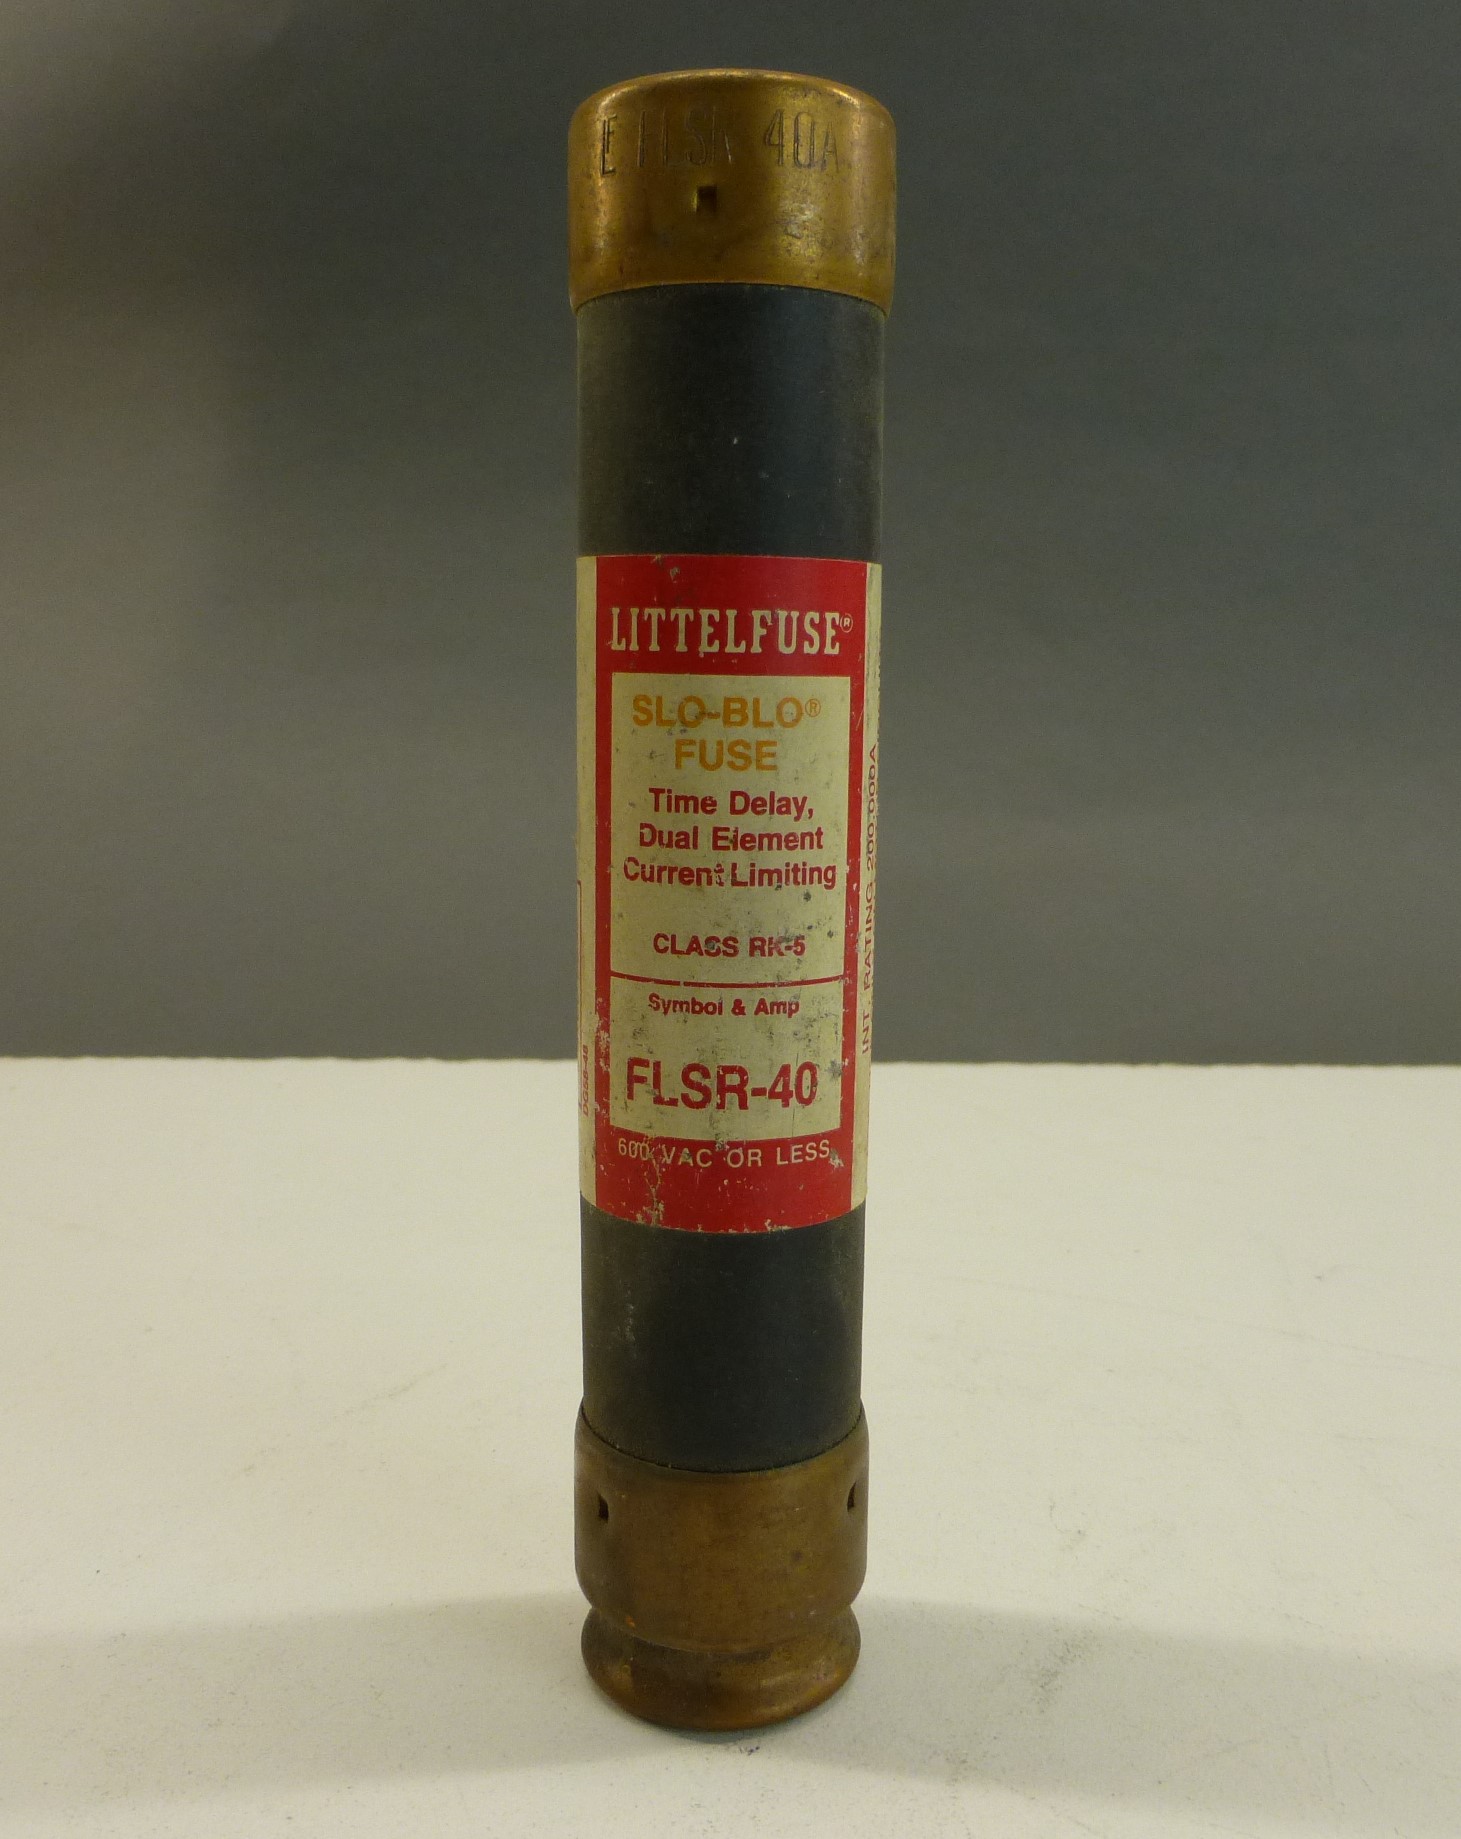 E FLSR 40A
LITTELFUSE®
SLO-BLO®
FUSE
Time Delay,
Dual Element
Current Limiting
CLASS RK-5
Symbol & Amp
FLSR-40
600 VAC OR LESS
INT. RATING 200,000A